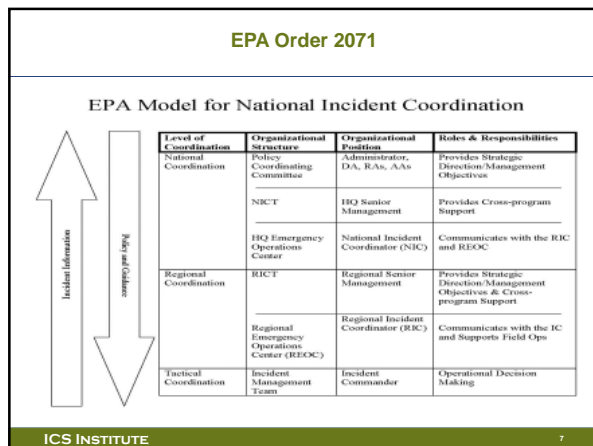 EPA Order 2071
EPA Model for National Incident Coordination
Incident Information
Policy and Guidance
Level of Coordination
Organizational Structure
Organizational Position
Roles & Responsibilities
National Coordination
Policy Coordinating Committee
Administrator, DA, RAs, AAs
Provides Strategic Direction/Management Objectives
NICT
HQ Senior Management
Provides Cross-program Support
HQ Emergency Operations Center
National Incident Coordinator (NIC)
Communicates with the RIC and REOC
Regional Coordination
RICT
Regional Senior Management
Provides Strategic Direction/Management Objectives & Cross-program Support
Regional Emergency Operations Center (REOC)
Regional Incident Coordinator (RIC)
Communicates with the IC and Supports Field Ops
Tactical Coordination
Incident Management Team
Incident Commander
Operational Decision Making
ICS INSTITUTE
7